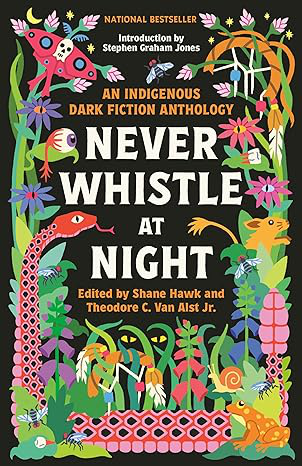 NATIONAL BESTSELLER
Introduction by
Stephen Graham Jones
AN INDIGENOUS
DARK FICTION ANTHOLOGY
NEVER
WHISTLE
AT
NIGHT
Edited by Shane Hawk and
Theodore C. Van Alst Jr.